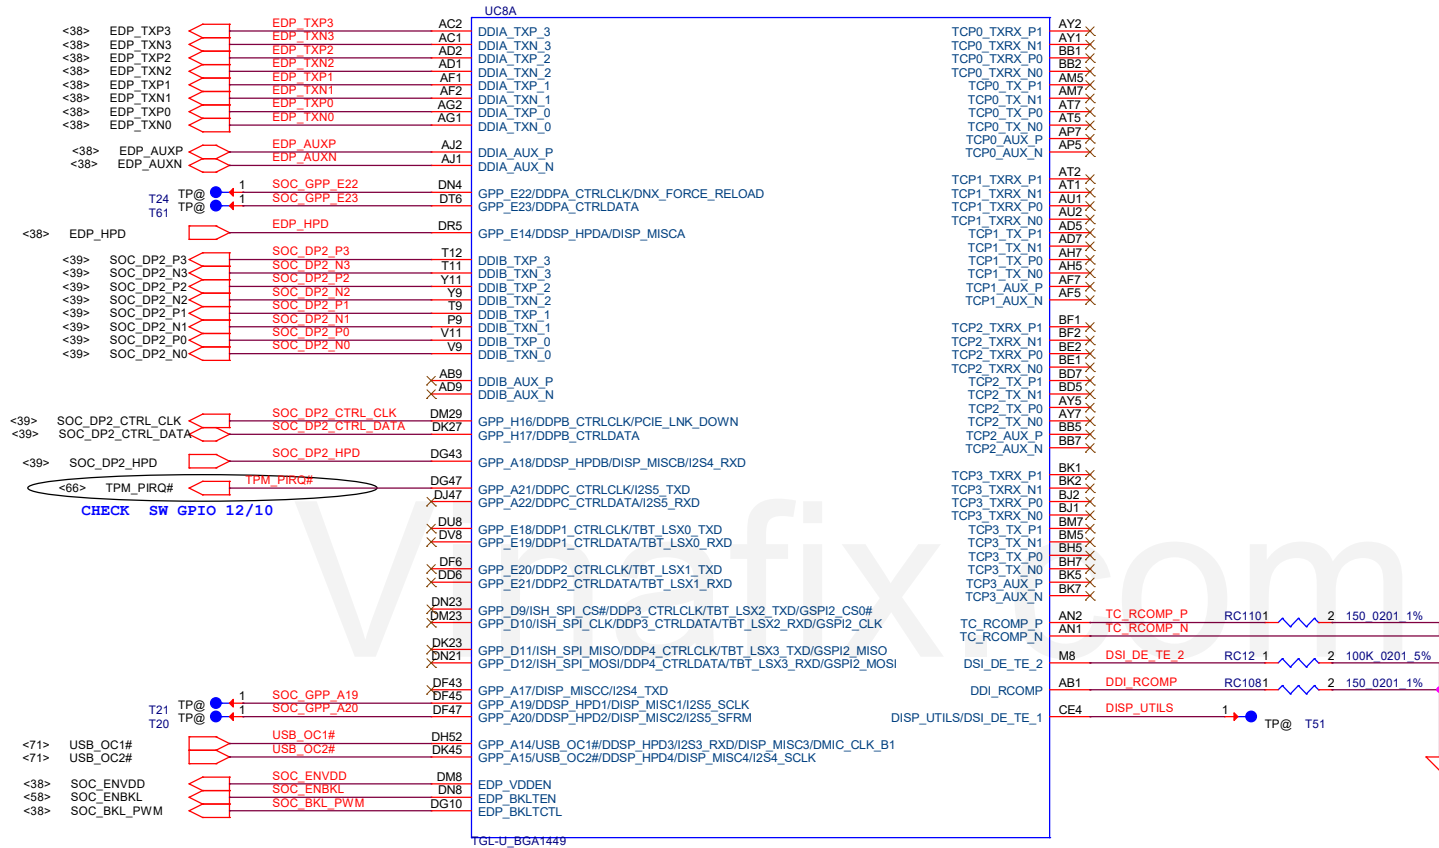 UC8A
<38> EDP_TXP3 EDP_TXP3 AC2 DDIA_TXP_3
<38> EDP_TXN3 EDP_TXN3 AC1 DDIA_TXN_3
<38> EDP_TXP2 EDP_TXP2 AD2 DDIA_TXP_2
<38> EDP_TXN2 EDP_TXN2 AD1 DDIA_TXN_2
<38> EDP_TXP1 EDP_TXP1 AF1 DDIA_TXP_1
<38> EDP_TXN1 EDP_TXN1 AF2 DDIA_TXN_1
<38> EDP_TXP0 EDP_TXP0 AG2 DDIA_TXP_0
<38> EDP_TXN0 EDP_TXN0 AG1 DDIA_TXN_0
<38> EDP_AUXP EDP_AUXP AJ2 DDIA_AUX_P
<38> EDP_AUXN EDP_AUXN AJ1 DDIA_AUX_N
T24 TP@ 1 SOC_GPP_E22 DN4 GPP_E22/DDPA_CTRLCLK/DNX_FORCE_RELOAD
T61 TP@ 1 SOC_GPP_E23 DT6 GPP_E23/DDPA_CTRLDATA
<38> EDP_HPD EDP_HPD DR5 GPP_E14/DDSP_HPDA/DISP_MISCA
<39> SOC_DP2_P3 SOC_DP2_P3 T12 DDIB_TXP_3
<39> SOC_DP2_N3 SOC_DP2_N3 T11 DDIB_TXN_3
<39> SOC_DP2_P2 SOC_DP2_P2 Y11 DDIB_TXP_2
<39> SOC_DP2_N2 SOC_DP2_N2 Y9 DDIB_TXN_2
<39> SOC_DP2_P1 SOC_DP2_P1 T9 DDIB_TXP_1
<39> SOC_DP2_N1 SOC_DP2_N1 P9 DDIB_TXN_1
<39> SOC_DP2_P0 SOC_DP2_P0 V11 DDIB_TXP_0
<39> SOC_DP2_N0 SOC_DP2_N0 V9 DDIB_TXN_0
AB9 DDIB_AUX_P
AD9 DDIB_AUX_N
<39> SOC_DP2_CTRL_CLK SOC_DP2_CTRL_CLK DM29 GPP_H16/DDPB_CTRLCLK/PCIE_LNK_DOWN
<39> SOC_DP2_CTRL_DATA SOC_DP2_CTRL_DATA DK27 GPP_H17/DDPB_CTRLDATA
<39> SOC_DP2_HPD SOC_DP2_HPD DG43 GPP_A18/DDSP_HPDB/DISP_MISCB/I2S4_RXD
<66> TPM_PIRQ# TPM_PIRQ# DG47 GPP_A21/DDPC_CTRLCLK/I2S5_TXD
DJ47 GPP_A22/DDPC_CTRLDATA/I2S5_RXD
CHECK SW GPIO 12/10
DU8 GPP_E18/DDP1_CTRLCLK/TBT_LSX0_TXD
DV8 GPP_E19/DDP1_CTRLDATA/TBT_LSX0_RXD
DF6 GPP_E20/DDP2_CTRLCLK/TBT_LSX1_TXD
DD6 GPP_E21/DDP2_CTRLDATA/TBT_LSX1_RXD
DN23 GPP_D9/ISH_SPI_CS#/DDP3_CTRLCLK/TBT_LSX2_TXD/GSPI2_CS0#
DM23 GPP_D10/ISH_SPI_CLK/DDP3_CTRLDATA/TBT_LSX2_RXD/GSPI2_CLK
DK23 GPP_D11/ISH_SPI_MISO/DDP4_CTRLCLK/TBT_LSX3_TXD/GSPI2_MISO
DN21 GPP_D12/ISH_SPI_MOSI/DDP4_CTRLDATA/TBT_LSX3_RXD/GSPI2_MOSI
DF43 GPP_A17/DISP_MISCC/I2S4_TXD
T21 TP@ 1 SOC_GPP_A19 DF45 GPP_A19/DDSP_HPD1/DISP_MISC1/I2S5_SCLK
T20 TP@ 1 SOC_GPP_A20 DF47 GPP_A20/DDSP_HPD2/DISP_MISC2/I2S5_SFRM
<71> USB_OC1# USB_OC1# DH52 GPP_A14/USB_OC1#/DDSP_HPD3/I2S3_RXD/DISP_MISC3/DMIC_CLK_B1
<71> USB_OC2# USB_OC2# DK45 GPP_A15/USB_OC2#/DDSP_HPD4/DISP_MISC4/I2S4_SCLK
<38> SOC_ENVDD SOC_ENVDD DM8 EDP_VDDEN
<58> SOC_ENBKL SOC_ENBKL DN8 EDP_BKLTEN
<38> SOC_BKL_PWM SOC_BKL_PWM DG10 EDP_BKLTCTL
TCP0_TXRX_P1 AY2
TCP0_TXRX_N1 AY1
TCP0_TXRX_P0 BB1
TCP0_TXRX_N0 BB2
TCP0_TX_P1 AM5
TCP0_TX_N1 AM7
TCP0_TX_P0 AT7
TCP0_TX_N0 AT5
TCP0_AUX_P AP7
TCP0_AUX_N AP5
TCP1_TXRX_P1 AT2
TCP1_TXRX_N1 AT1
TCP1_TXRX_P0 AU1
TCP1_TXRX_N0 AU2
TCP1_TX_P1 AD5
TCP1_TX_N1 AD7
TCP1_TX_P0 AH7
TCP1_TX_N0 AH5
TCP1_AUX_P AF7
TCP1_AUX_N AF5
TCP2_TXRX_P1 BF1
TCP2_TXRX_N1 BF2
TCP2_TXRX_P0 BE2
TCP2_TXRX_N0 BE1
TCP2_TX_P1 BD7
TCP2_TX_N1 BD5
TCP2_TX_P0 AY5
TCP2_TX_N0 AY7
TCP2_AUX_P BB5
TCP2_AUX_N BB7
TCP3_TXRX_P1 BK1
TCP3_TXRX_N1 BK2
TCP3_TXRX_P0 BJ2
TCP3_TXRX_N0 BJ1
TCP3_TX_P1 BM7
TCP3_TX_N1 BM5
TCP3_TX_P0 BH5
TCP3_TX_N0 BH7
TCP3_AUX_P BK5
TCP3_AUX_N BK7
TC_RCOMP_P AN2 TC_RCOMP_P RC110 1 2 150_0201_1%
TC_RCOMP_N AN1 TC_RCOMP_N
DSI_DE_TE_2 M8 DSI_DE_TE_2 RC12 1 2 100K_0201_5%
DDI_RCOMP AB1 DDI_RCOMP RC108 1 2 150_0201_1%
DISP_UTILS/DSI_DE_TE_1 CE4 DISP_UTILS 1 TP@ T51
TGL-U_BGA1449
Vinafix.com